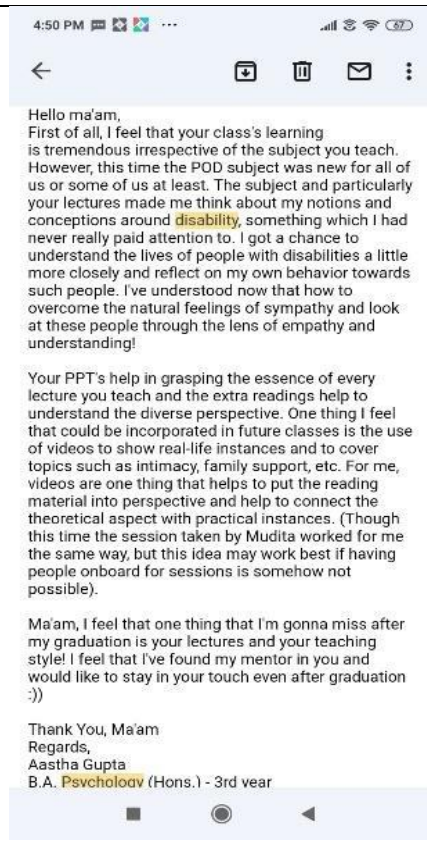 4:50 PM ...
67
Hello ma'am,
First of all, I feel that your class's learning
is tremendous irrespective of the subject you teach.
However, this time the POD subject was new for all of
us or some of us at least. The subject and particularly
your lectures made me think about my notions and
conceptions around disability, something which I had
never really paid attention to. I got a chance to
understand the lives of people with disabilities a little
more closely and reflect on my own behavior towards
such people. I've understood now that how to
overcome the natural feelings of sympathy and look
at these people through the lens of empathy and
understanding!
Your PPT's help in grasping the essence of every
lecture you teach and the extra readings help to
understand the diverse perspective. One thing I feel
that could be incorporated in future classes is the use
of videos to show real-life instances and to cover
topics such as intimacy, family support, etc. For me,
videos are one thing that helps to put the reading
material into perspective and help to connect the
theoretical aspect with practical instances. (Though
this time the session taken by Mudita worked for me
the same way, but this idea may work best if having
people onboard for sessions is somehow not
possible).
Ma'am, I feel that one thing that I'm gonna miss after
my graduation is your lectures and your teaching
style! I feel that I've found my mentor in you and
would like to stay in your touch even after graduation
:))
Thank You, Ma'am
Regards,
Aastha Gupta
B.A. Psychology (Hons.) - 3rd year